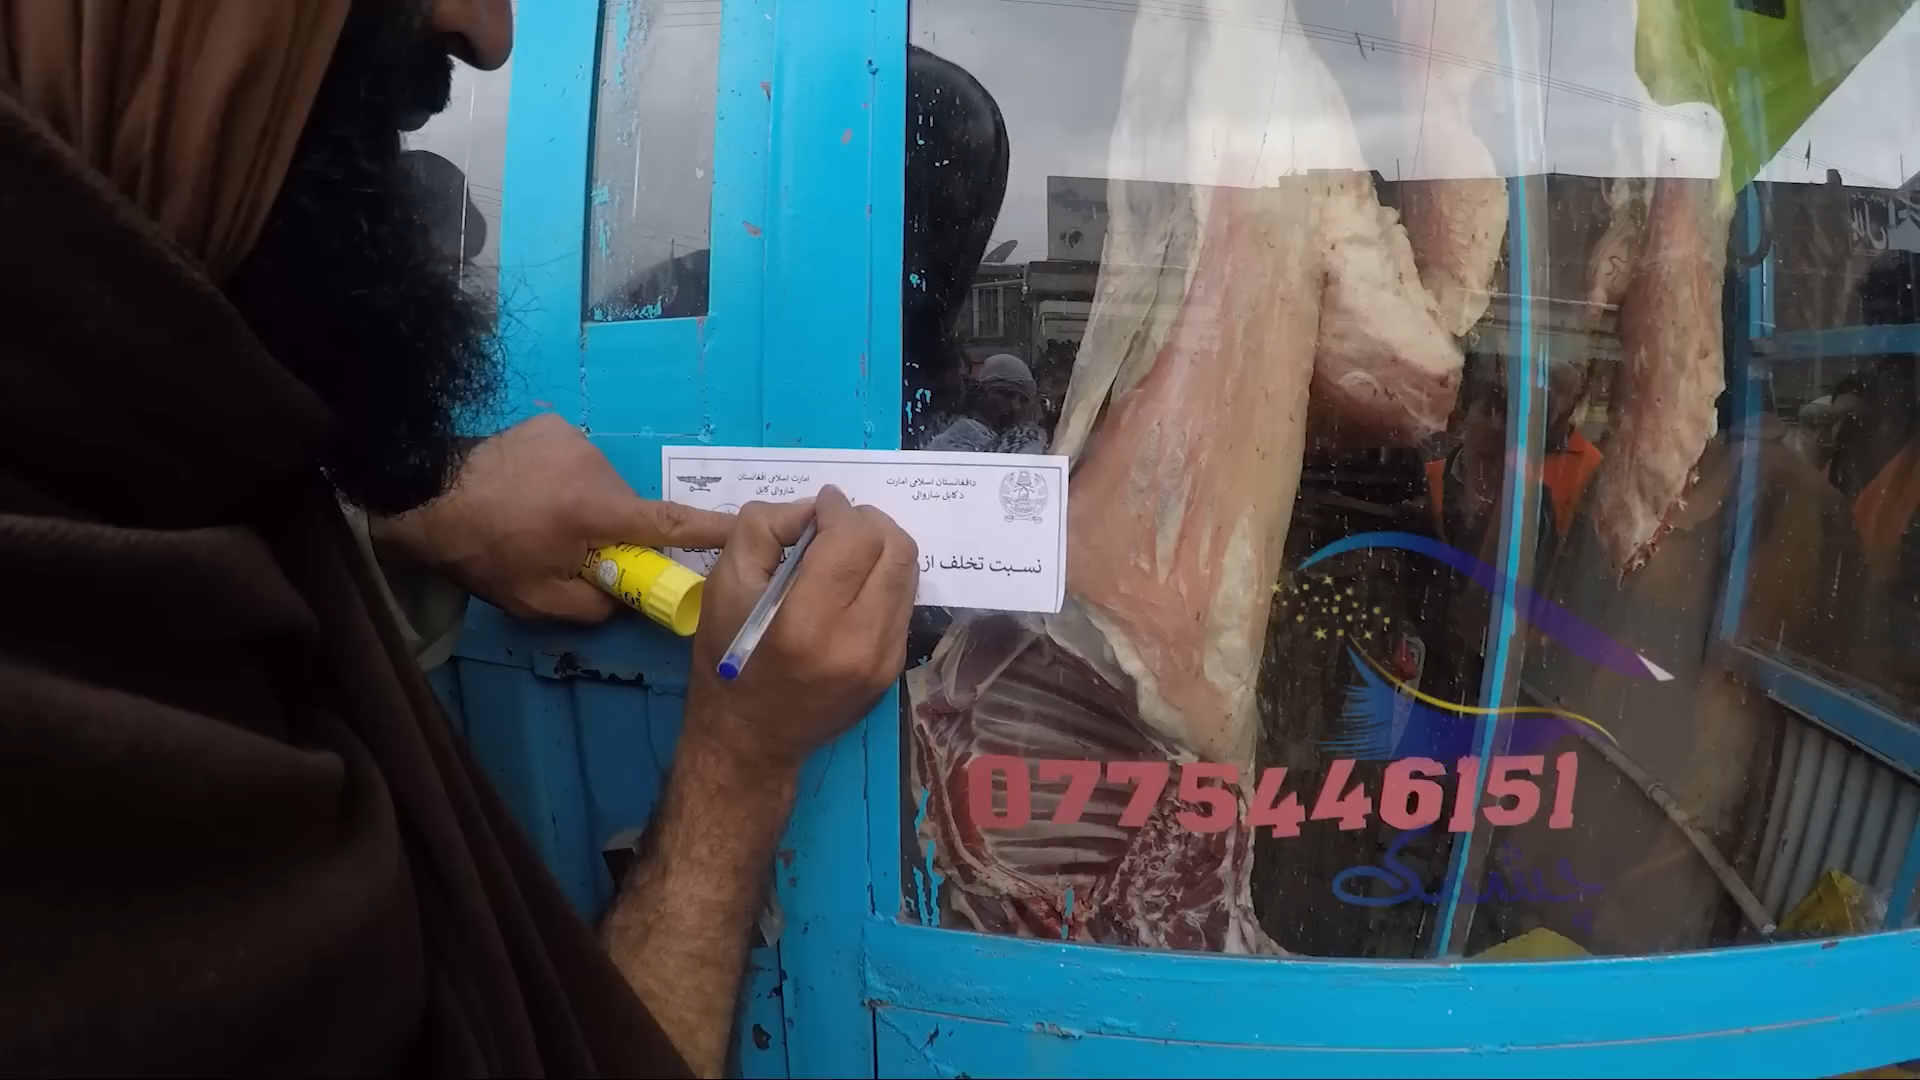 دافغانستان اسلامی امارت
د کابل ښاروالی
امارت اسلامی افغانستان
شاروالی کابل
نسبت تخلف از
0775446151